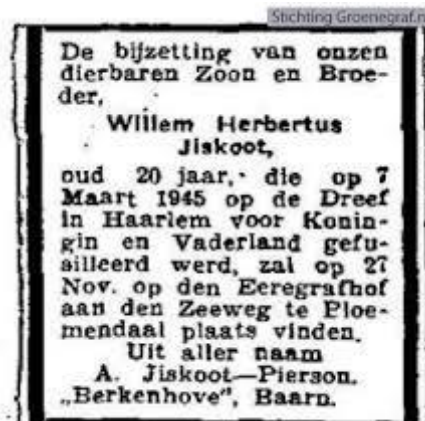 Stichting Groenegraf.n
De bijzetting van onzen
dierbaren Zoon en Broe-
der,
Willem Herbertus
Jiskoot,
oud 20 jaar, die op 7
Maart 1945 op de Dreef
in Haarlem voor Konin-
gin en Vaderland gefu-
silleerd werd, zal op 27
Nov. op den Eeregrafhof
aan den Zeeweg te Bloe-
mendaal plaats vinden.
Uit aller naam
A. Jiskoot—Pierson.
„Berkenhove", Baarn.